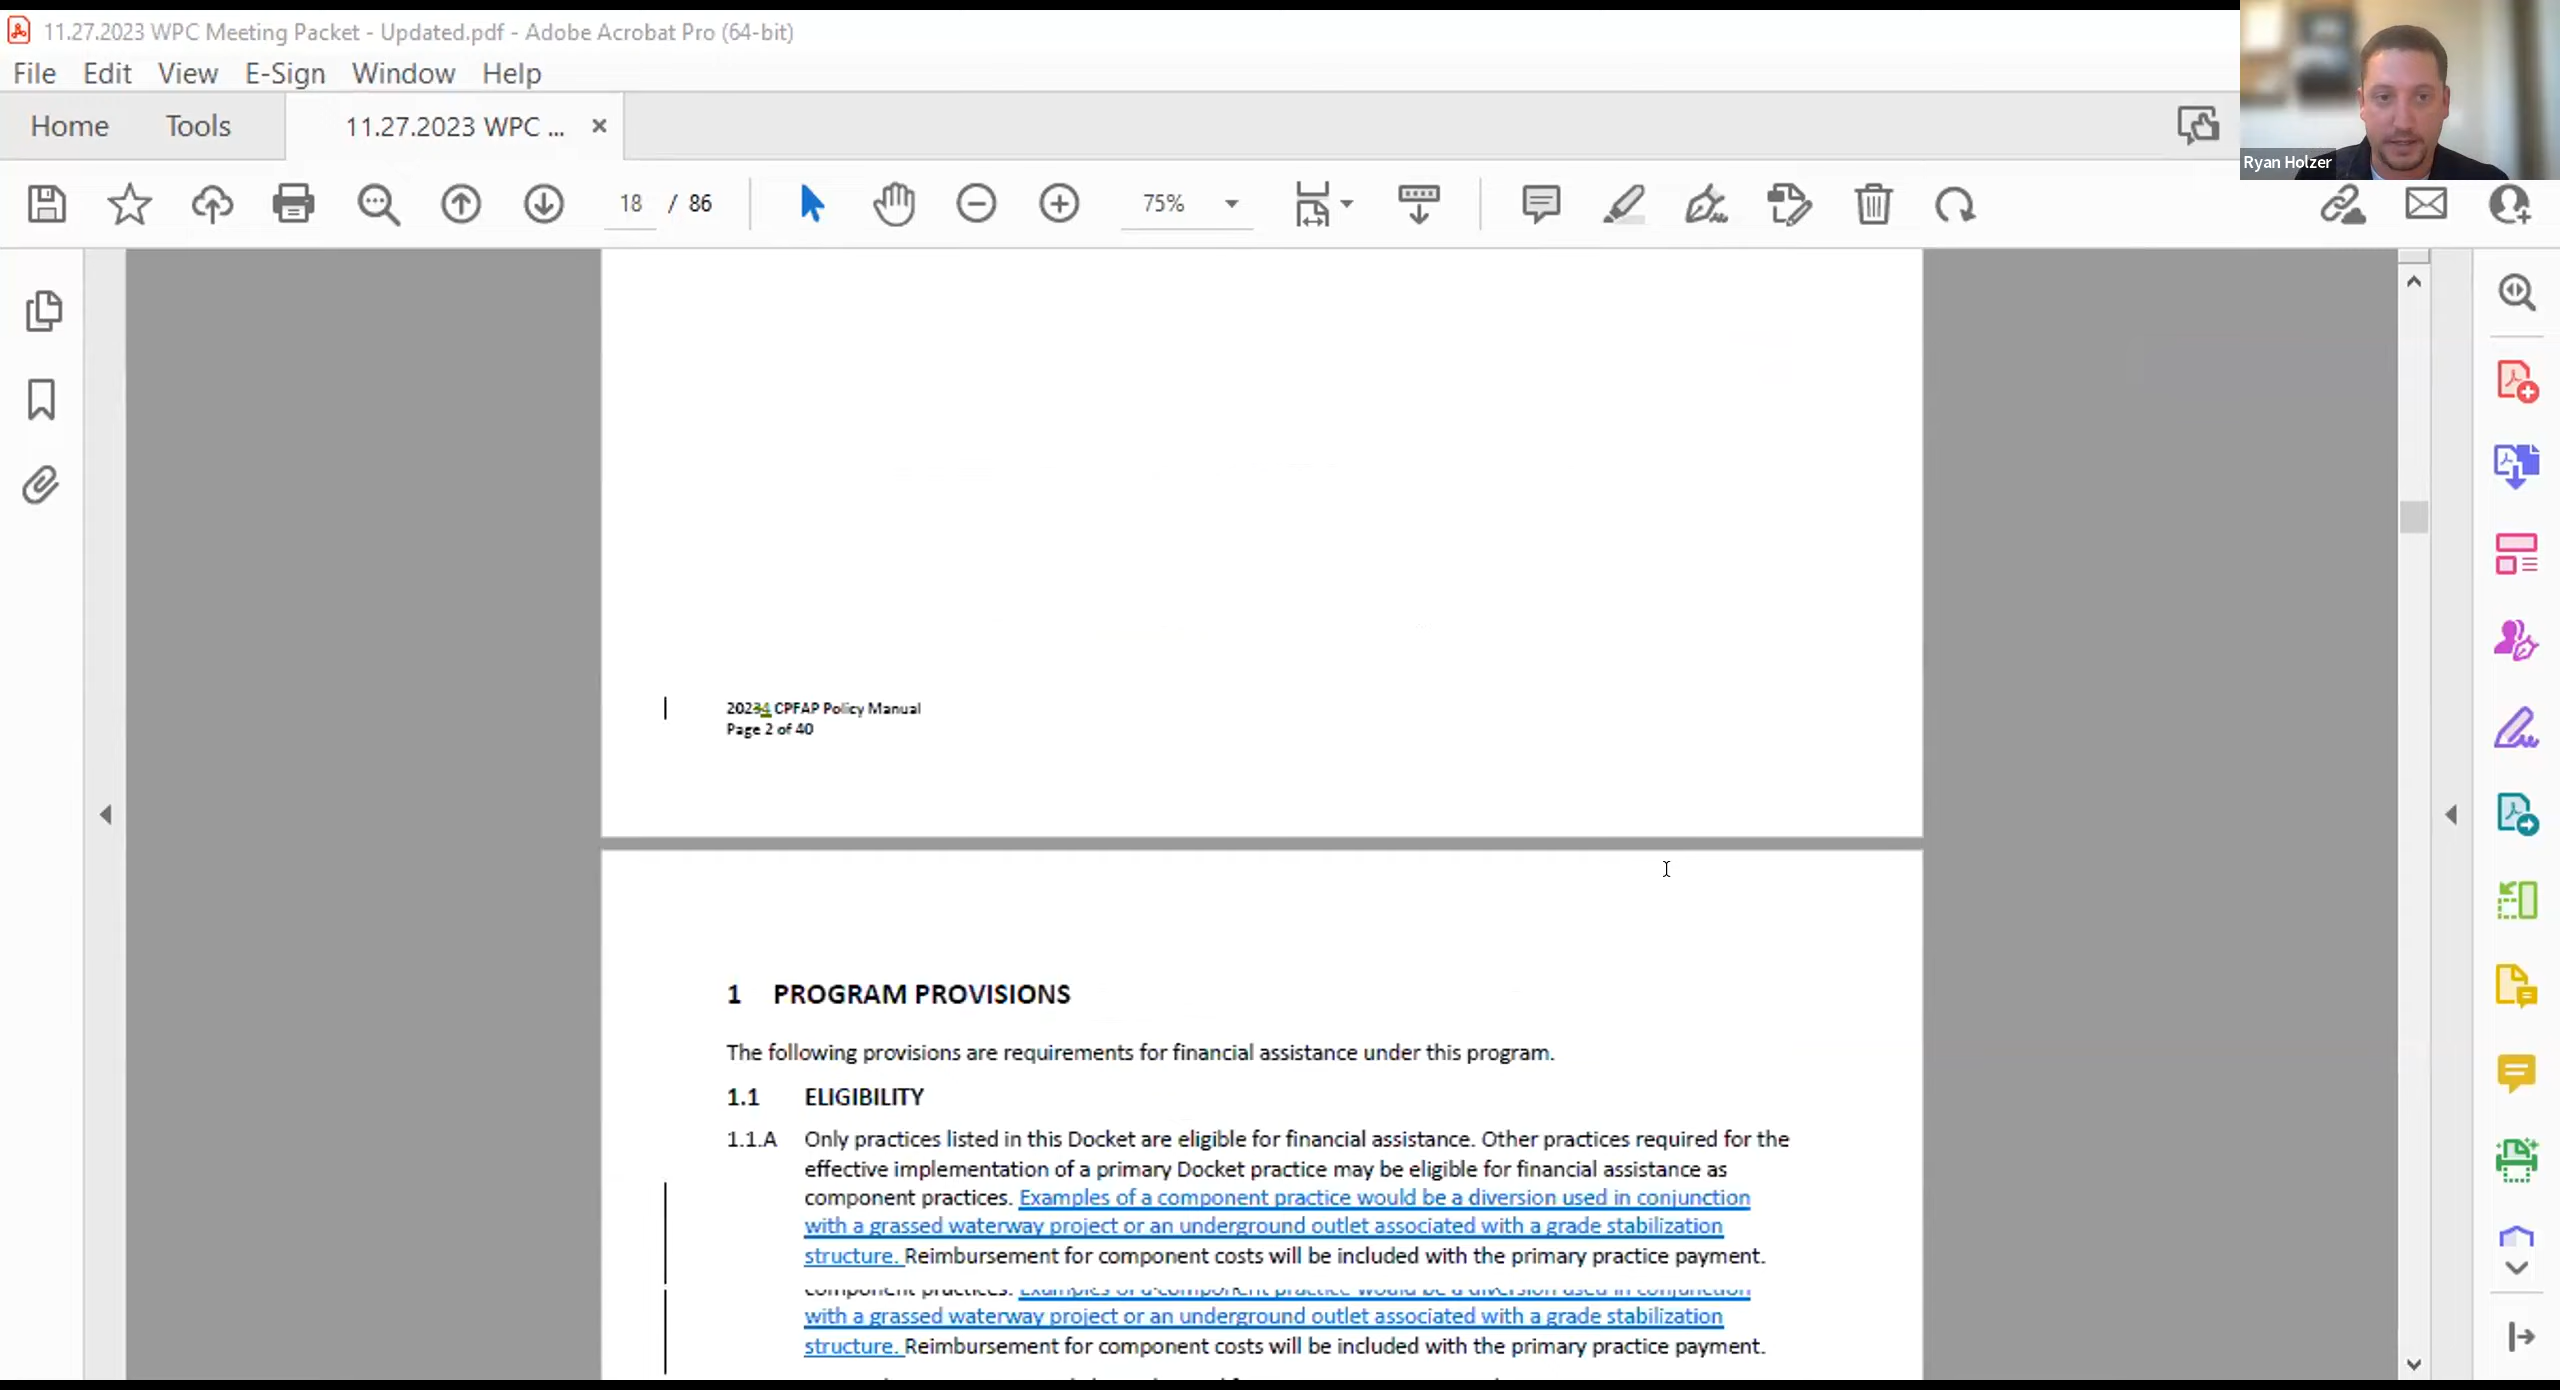 11.27.2023 WPC Meeting Packet - Updated.pdf - Adobe Acrobat Pro (64-bit)
File Edit View E-Sign Window Help
Home Tools 11.27.2023 WPC ...
Ryan Holzer
18 / 86 75%
20234 CPFAP Policy Manual
Page 2 of 40
1 PROGRAM PROVISIONS
The following provisions are requirements for financial assistance under this program.
1.1 ELIGIBILITY
1.1.A Only practices listed in this Docket are eligible for financial assistance. Other practices required for the
effective implementation of a primary Docket practice may be eligible for financial assistance as
component practices. Examples of a component practice would be a diversion used in conjunction
with a grassed waterway project or an underground outlet associated with a grade stabilization
structure. Reimbursement for component costs will be included with the primary practice payment.
component practices. Examples of a component practice would be a diversion used in conjunction
with a grassed waterway project or an underground outlet associated with a grade stabilization
structure. Reimbursement for component costs will be included with the primary practice payment.